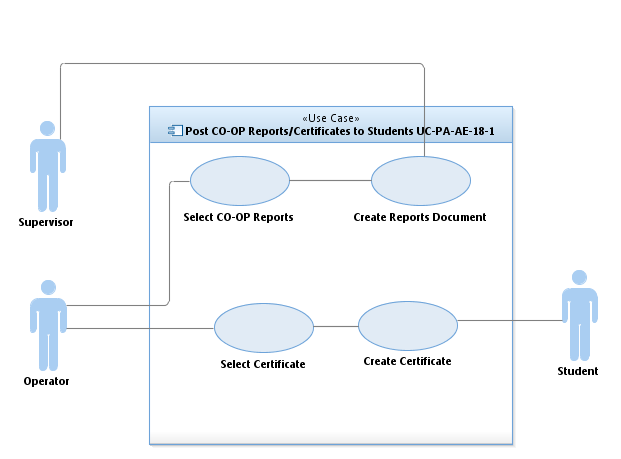 «Use Case»
Post CO-OP Reports/Certificates to Students UC-PA-AE-18-1
Select CO-OP Reports
Create Reports Document
Supervisor
Select Certificate
Create Certificate
Operator
Student